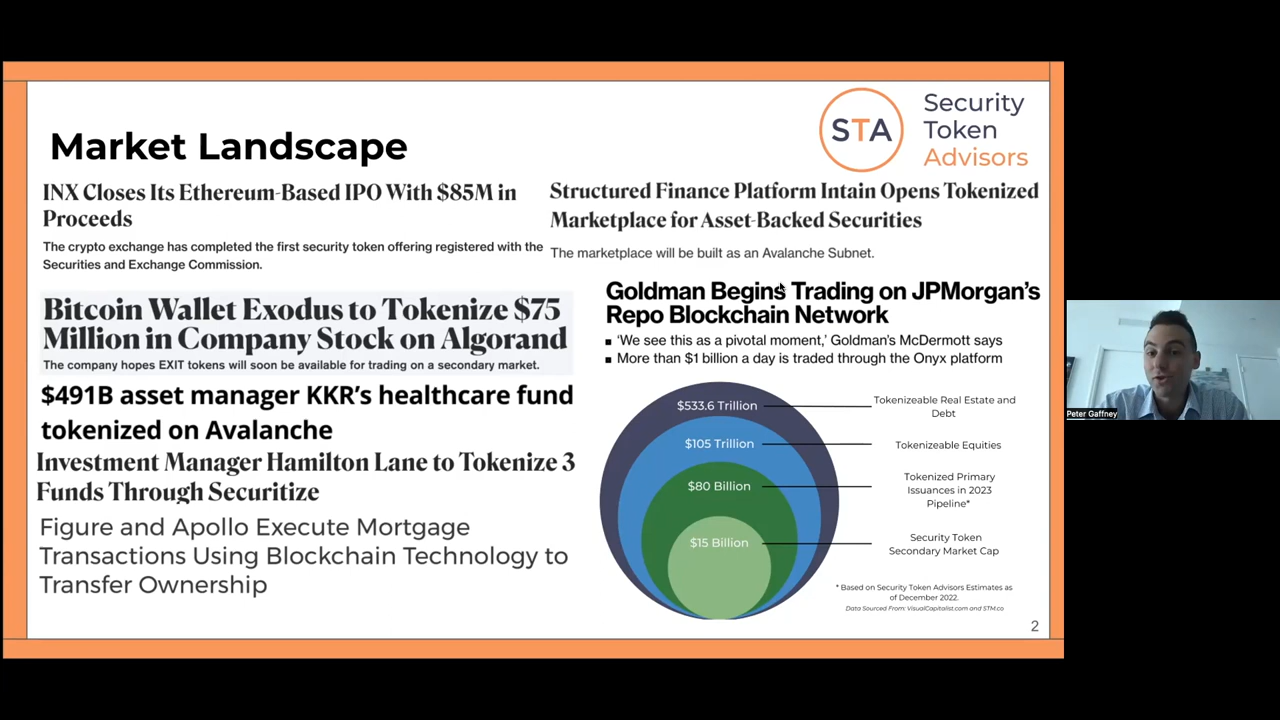 STA
Security
Token
Advisors
Market Landscape
INX Closes Its Ethereum-Based IPO With $85M in
Proceeds
The crypto exchange has completed the first security token offering registered with the
Securities and Exchange Commission.
Bitcoin Wallet Exodus to Tokenize $75
Million in Company Stock on Algorand
The company hopes EXIT tokens will soon be available for trading on a secondary market.
$491B asset manager KKR's healthcare fund
tokenized on Avalanche
Investment Manager Hamilton Lane to Tokenize 3
Funds Through Securitize
Figure and Apollo Execute Mortgage
Transactions Using Blockchain Technology to
Transfer Ownership
Structured Finance Platform Intain Opens Tokenized
Marketplace for Asset-Backed Securities
The marketplace will be built as an Avalanche Subnet.
Goldman Begins Trading on JPMorgan's
Repo Blockchain Network
▪ 'We see this as a pivotal moment,' Goldman's McDermott says
▪ More than $1 billion a day is traded through the Onyx platform
$533.6 Trillion
Tokenizeable Real Estate and
Debt
$105 Trillion
Tokenizeable Equities
$80 Billion
Tokenized Primary
Issuances in 2023
Pipeline*
$15 Billion
Security Token
Secondary Market Cap
* Based on Security Token Advisors Estimates as
of December 2022.
Data Sourced From: VisualCapitalist.com and STM.co
2
Peter Gaffney